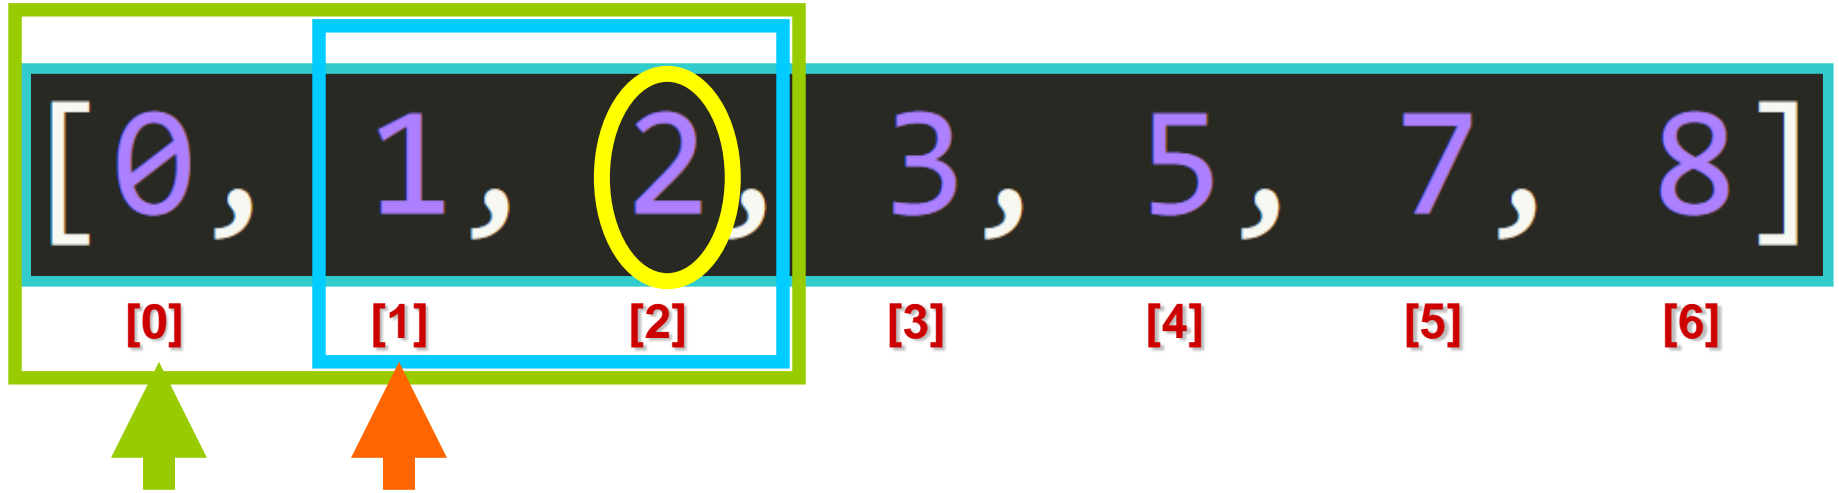 [0, 1, 2, 3, 5, 7, 8]
[0] [1] [2] [3] [4] [5] [6]